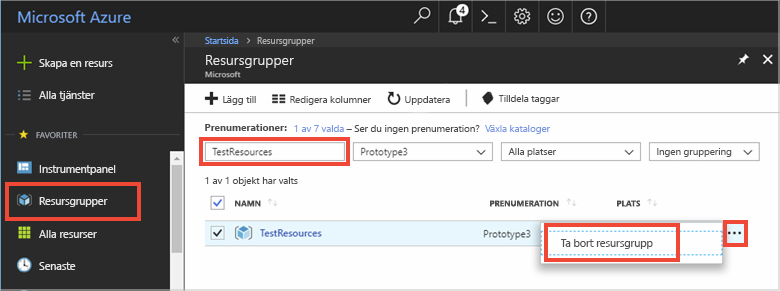 Microsoft Azure
4
Startsida > Resursgrupper
Skapa en resurs
Alla tjänster
FAVORITER
Instrumentpanel
Resursgrupper
Alla resurser
Senaste
Resursgrupper
Microsoft
Lägg till Redigera kolumner Uppdatera Tilldela taggar
Prenumerationer: 1 av 7 valda – Ser du ingen prenumeration? Växla kataloger
TestResources Prototype3 Alla platser Ingen gruppering
1 av 1 objekt har valts
NAMN PRENUMERATION PLATS
TestResources Prototype3
Ta bort resursgrupp